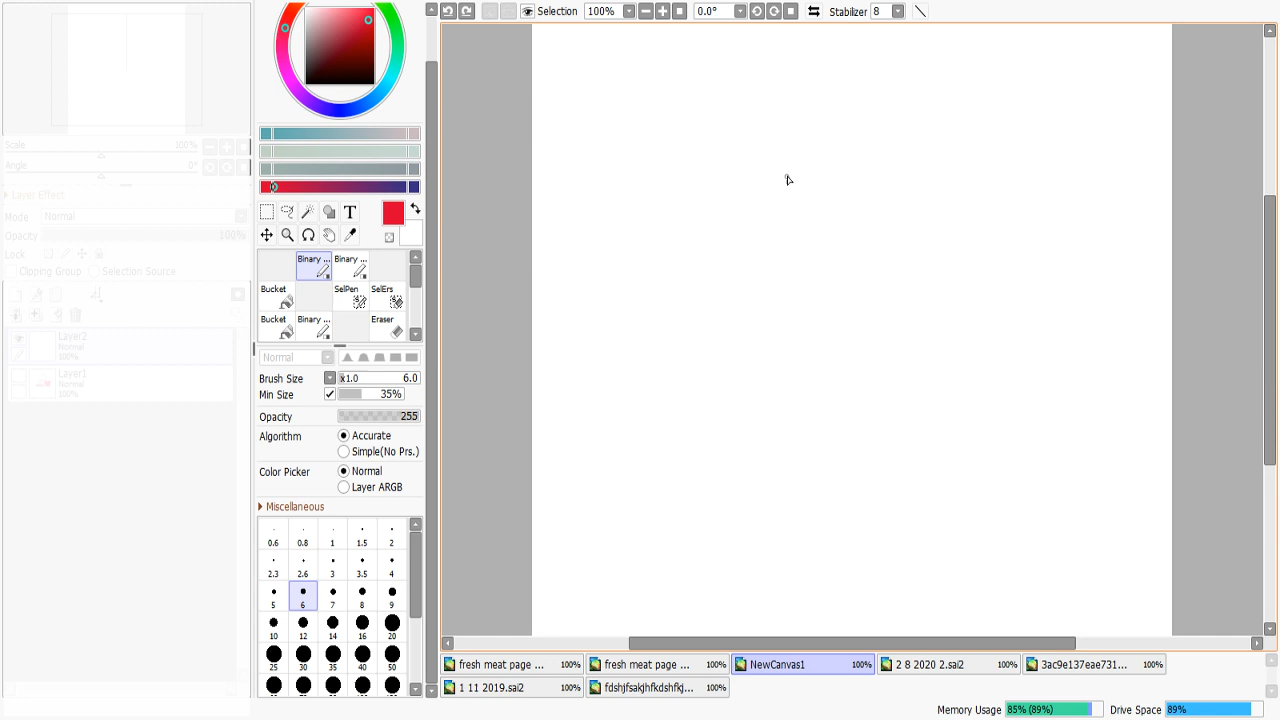 Selection 100% 0.0° Stabilizer 8
Scale 100%
Angle 0°
Layer Effect
Mode Normal
Opacity 100%
Lock
Clipping Group Selection Source
Layer2
Normal
100%
Layer1
Normal
100%
T
Binary ... Binary ...
Bucket SelPen SelErs
Bucket Binary ... Eraser
Normal
Brush Size x1.0 6.0
Min Size 35%
Opacity 255
Algorithm Accurate
Simple(No Prs.)
Color Picker Normal
Layer ARGB
Miscellaneous
0.6 0.8 1 1.5 2
2.3 2.6 3 3.5 4
5 6 7 8 9
10 12 14 16 20
25 30 35 40 50
fresh meat page ... 100% fresh meat page ... 100% NewCanvas1 100% 2 8 2020 2.sai2 100% 3ac9e137eae731... 100%
1 11 2019.sai2 100% fdshjfsakjhfkdshfkj... 100%
Memory Usage 85% (89%) Drive Space 89%